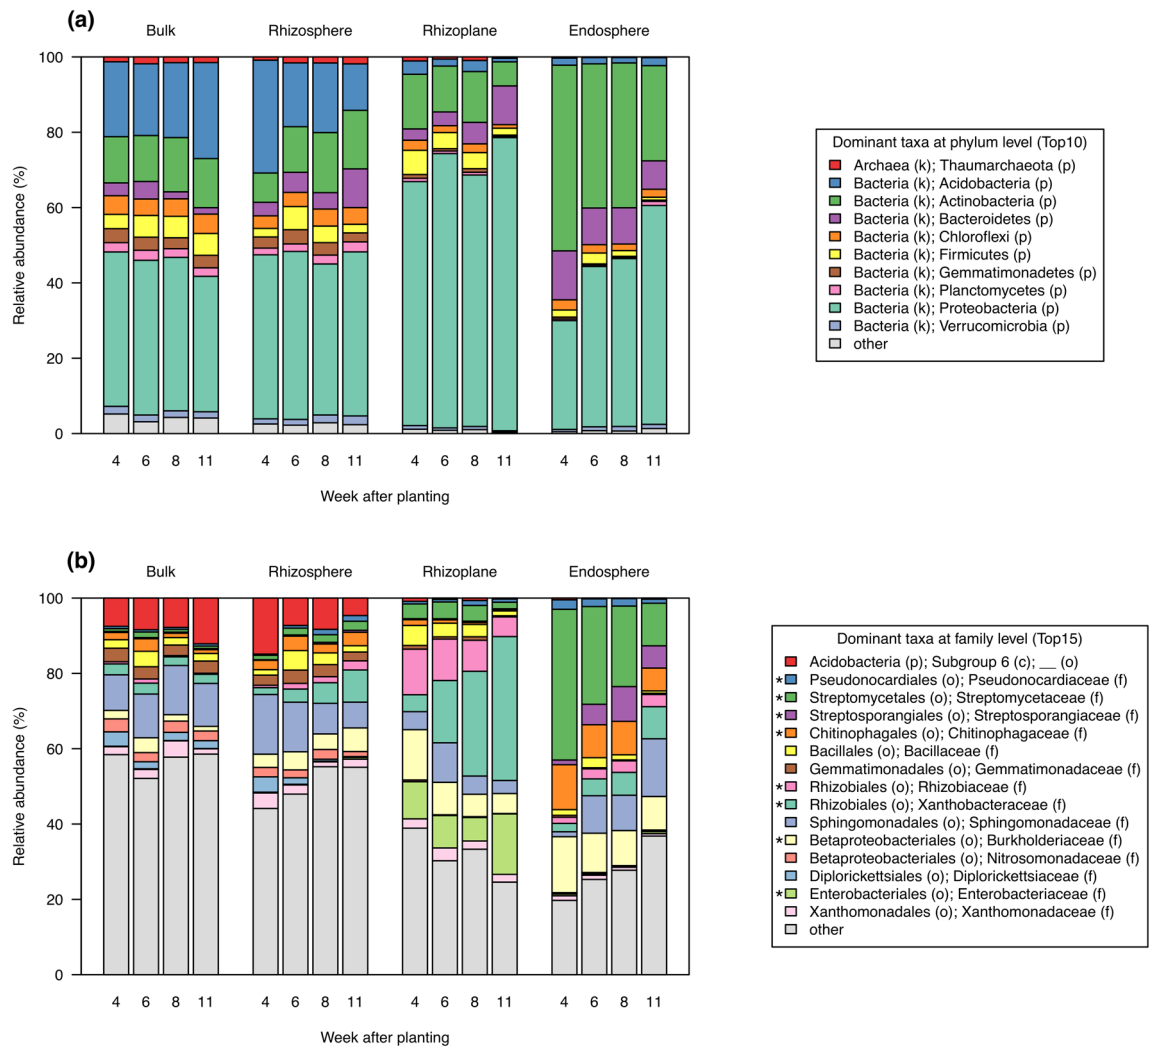 (a)
Bulk Rhizosphere Rhizoplane Endosphere
100
80
60
40
20
0
Relative abundance (%)
4 6 8 11 4 6 8 11 4 6 8 11 4 6 8 11
Week after planting
Dominant taxa at phylum level (Top10)
Archaea (k); Thaumarchaeota (p)
Bacteria (k); Acidobacteria (p)
Bacteria (k); Actinobacteria (p)
Bacteria (k); Bacteroidetes (p)
Bacteria (k); Chloroflexi (p)
Bacteria (k); Firmicutes (p)
Bacteria (k); Gemmatimonadetes (p)
Bacteria (k); Planctomycetes (p)
Bacteria (k); Proteobacteria (p)
Bacteria (k); Verrucomicrobia (p)
other
(b)
Bulk Rhizosphere Rhizoplane Endosphere
100
80
60
40
20
0
Relative abundance (%)
4 6 8 11 4 6 8 11 4 6 8 11 4 6 8 11
Week after planting
Dominant taxa at family level (Top15)
Acidobacteria (p); Subgroup 6 (c); __ (o)
* Pseudonocardiales (o); Pseudonocardiaceae (f)
* Streptomycetales (o); Streptomycetaceae (f)
* Streptosporangiales (o); Streptosporangiaceae (f)
* Chitinophagales (o); Chitinophagaceae (f)
Bacillales (o); Bacillaceae (f)
Gemmatimonadales (o); Gemmatimonadaceae (f)
* Rhizobiales (o); Rhizobiaceae (f)
* Rhizobiales (o); Xanthobacteraceae (f)
Sphingomonadales (o); Sphingomonadaceae (f)
* Betaproteobacteriales (o); Burkholderiaceae (f)
Betaproteobacteriales (o); Nitrosomonadaceae (f)
Diplorickettsiales (o); Diplorickettsiaceae (f)
* Enterobacteriales (o); Enterobacteriaceae (f)
Xanthomonadales (o); Xanthomonadaceae (f)
other